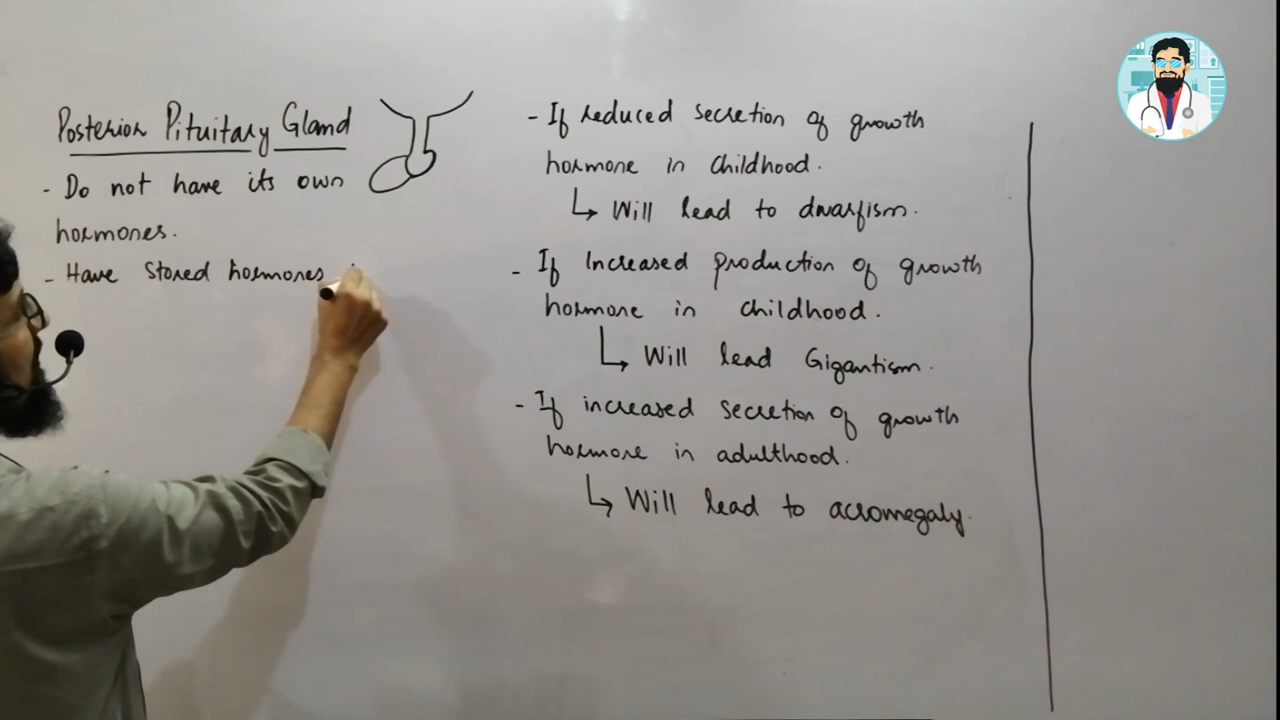 Posterior Pituitary Gland
- Do not have its own
hormones.
- Have Stored hormones
- If reduced secretion of growth
hormone in childhood.
↳ Will lead to dwarfism.
- If Increased production of growth
hormone in childhood.
↳ Will lead Gigantism.
- If increased secretion of growth
hormone in adulthood.
↳ Will lead to acromegaly.